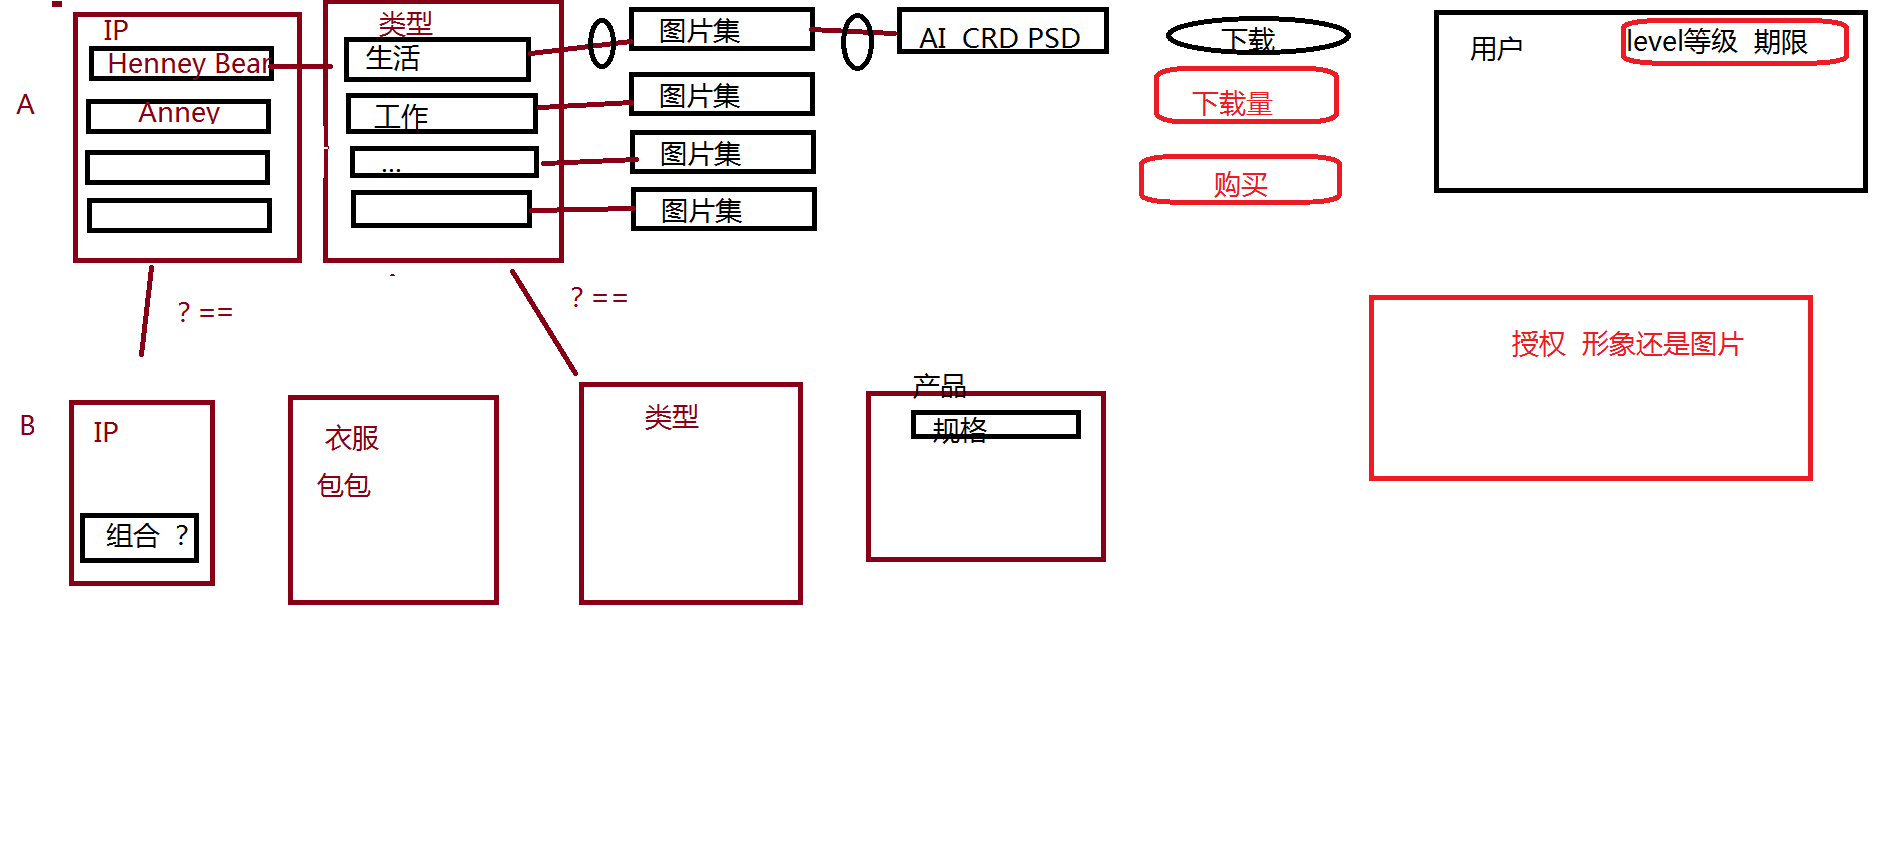 IP
类型
Henney Bear
生活
图片集
AI CRD PSD
下载
用户
level等级 期限
A
Anney
工作
图片集
下载量
...
图片集
购买
图片集
? ==
? ==
授权 形象还是图片
B
IP
组合 ?
衣服
包包
类型
产品
规格